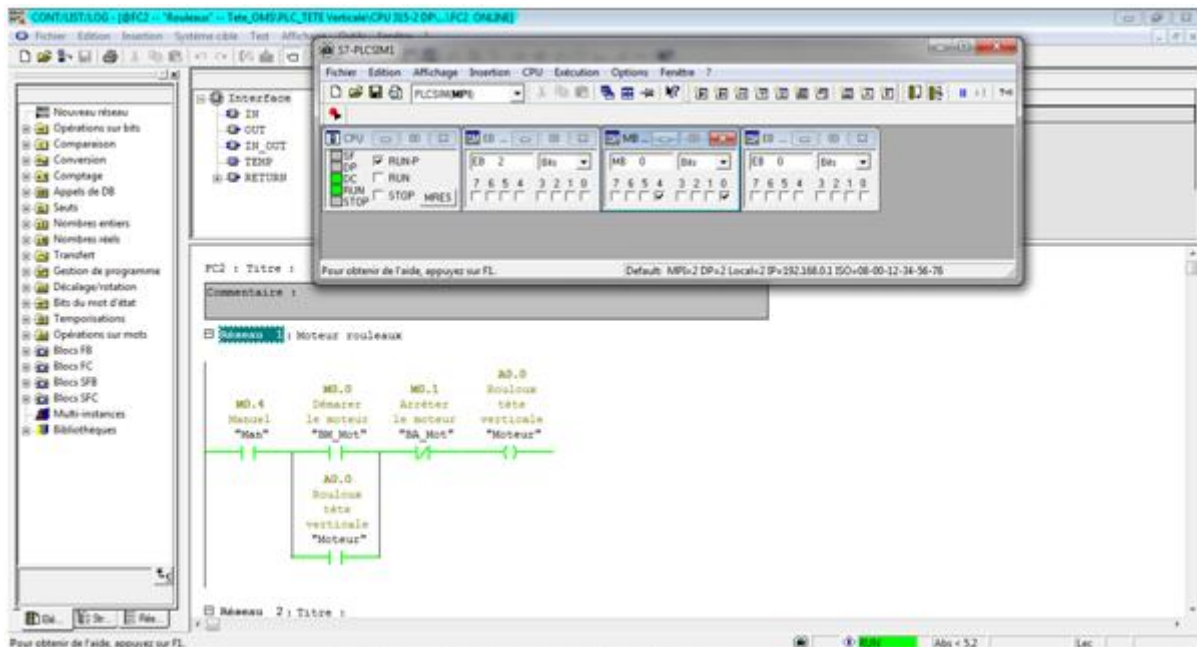 CONT/LIST/LOG - [@FC2 -- "Rouleaux" -- Tete_OMS\PLC_TETE Verticale\CPU 315-2 DP\...\FC2 ONLINE]
Fichier Edition Insertion Système cible Test Affichage
S7-PLCSIM1
Fichier Edition Affichage Insertion CPU Exécution Options Fenêtre ?
PLCSIM(MPI)
CPU
SF
DP
DC
RUN
STOP
RUN-P
RUN
STOP
MRES
EB ...
EB 2
Bits
7 6 5 4 3 2 1 0
MB ...
MB 0
Bits
7 6 5 4 3 2 1 0
EB ...
EB 0
Bits
7 6 5 4 3 2 1 0
Pour obtenir de l'aide, appuyez sur F1.
Default: MPI=2 DP=2 Local=2 IP=192.168.0.1 ISO=08-00-12-34-56-78
Nouveau réseau
Opérations sur bits
Comparaison
Conversion
Comptage
Appels de DB
Sauts
Nombres entiers
Nombres réels
Transfert
Gestion de programme
Décalage/rotation
Bits du mot d'état
Temporisations
Opérations sur mots
Blocs FB
Blocs FC
Blocs SFB
Blocs SFC
Multi-instances
Bibliothèques
Interface
IN
OUT
IN_OUT
TEMP
RETURN
FC2 : Titre :
Commentaire :
Réseau 1 : Moteur rouleaux
M0.4
Manuel
"Man"
M0.0
Démarer
le moteur
"BM_Mot"
M0.1
Arrêter
le moteur
"BA_Mot"
A0.0
Rouloux
tête
verticale
"Moteur"
A0.0
Rouloux
tête
verticale
"Moteur"
Réseau 2 : Titre :
Pour obtenir de l'aide, appuyez sur F1.
RUN
Abs < 5.2
Lec